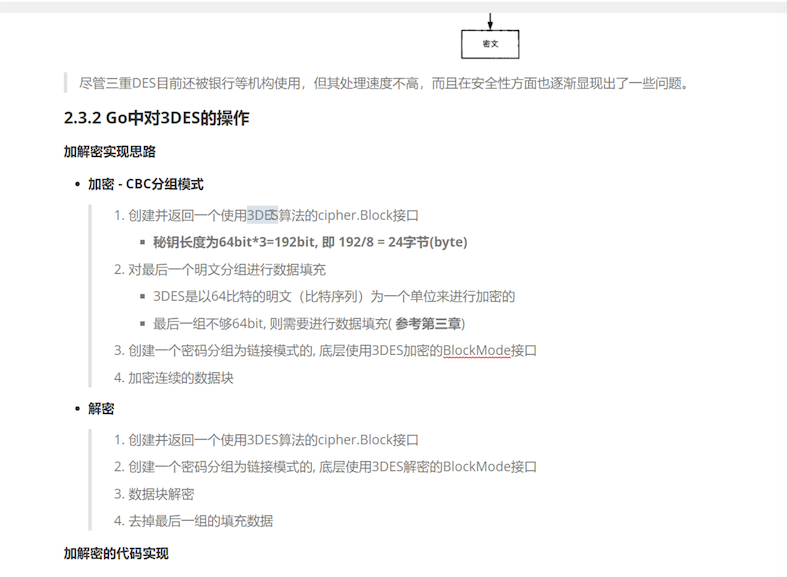 密文
尽管三重DES目前还被银行等机构使用，但其处理速度不高，而且在安全性方面也逐渐显现出了一些问题。
2.3.2 Go中对3DES的操作
加解密实现思路
• 加密 - CBC分组模式
1. 创建并返回一个使用3DES算法的cipher.Block接口
▪ 秘钥长度为64bit*3=192bit, 即 192/8 = 24字节(byte)
2. 对最后一个明文分组进行数据填充
▪ 3DES是以64比特的明文（比特序列）为一个单位来进行加密的
▪ 最后一组不够64bit, 则需要进行数据填充( 参考第三章)
3. 创建一个密码分组为链接模式的, 底层使用3DES加密的BlockMode接口
4. 加密连续的数据块
• 解密
1. 创建并返回一个使用3DES算法的cipher.Block接口
2. 创建一个密码分组为链接模式的, 底层使用3DES解密的BlockMode接口
3. 数据块解密
4. 去掉最后一组的填充数据
加解密的代码实现